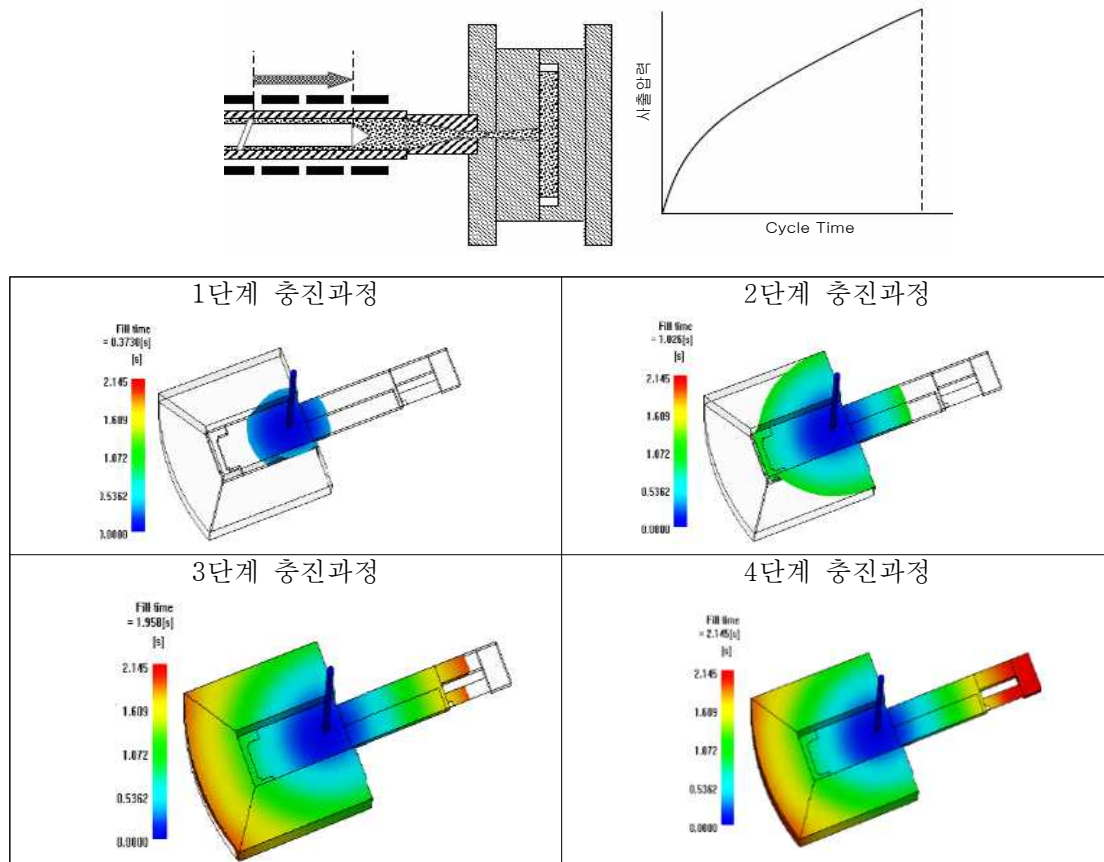 사출압력
Cycle Time
1단계 충진과정
2단계 충진과정
Fill time
= 0.3730[s]
[s]
2.145
1.609
1.072
0.5362
0.0000
Fill time
= 1.026[s]
[s]
2.145
1.609
1.072
0.5362
0.0000
3단계 충진과정
4단계 충진과정
Fill time
= 1.958[s]
[s]
2.145
1.609
1.072
0.5362
0.0000
Fill time
= 2.145[s]
[s]
2.145
1.609
1.072
0.5362
0.0000